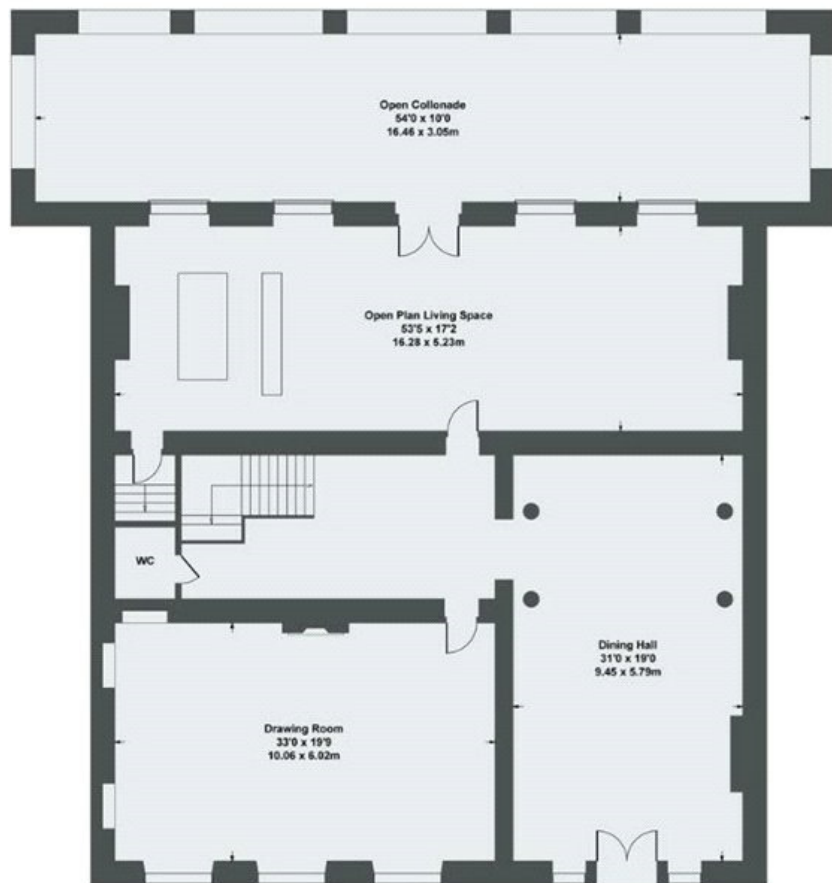 Open Collonade
54'0 x 10'0
16.46 x 3.05m
Open Plan Living Space
53'5 x 17'2
16.28 x 5.23m
WC
Dining Hall
31'0 x 19'0
9.45 x 5.79m
Drawing Room
33'0 x 19'9
10.06 x 6.02m